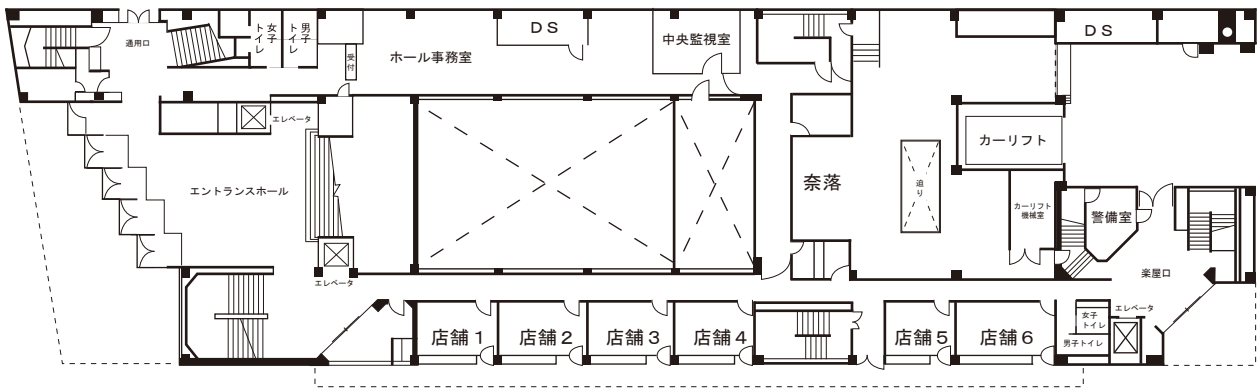 通用口
女子
トイレ
男子
トイレ
受付
ホール事務室
DS
中央監視室
DS
エレベータ
エントランスホール
エレベータ
奈落
迫り
カーリフト
カーリフト
機械室
警備室
楽屋口
店舗1
店舗2
店舗3
店舗4
店舗5
店舗6
女子
トイレ
男子トイレ
エレベータ